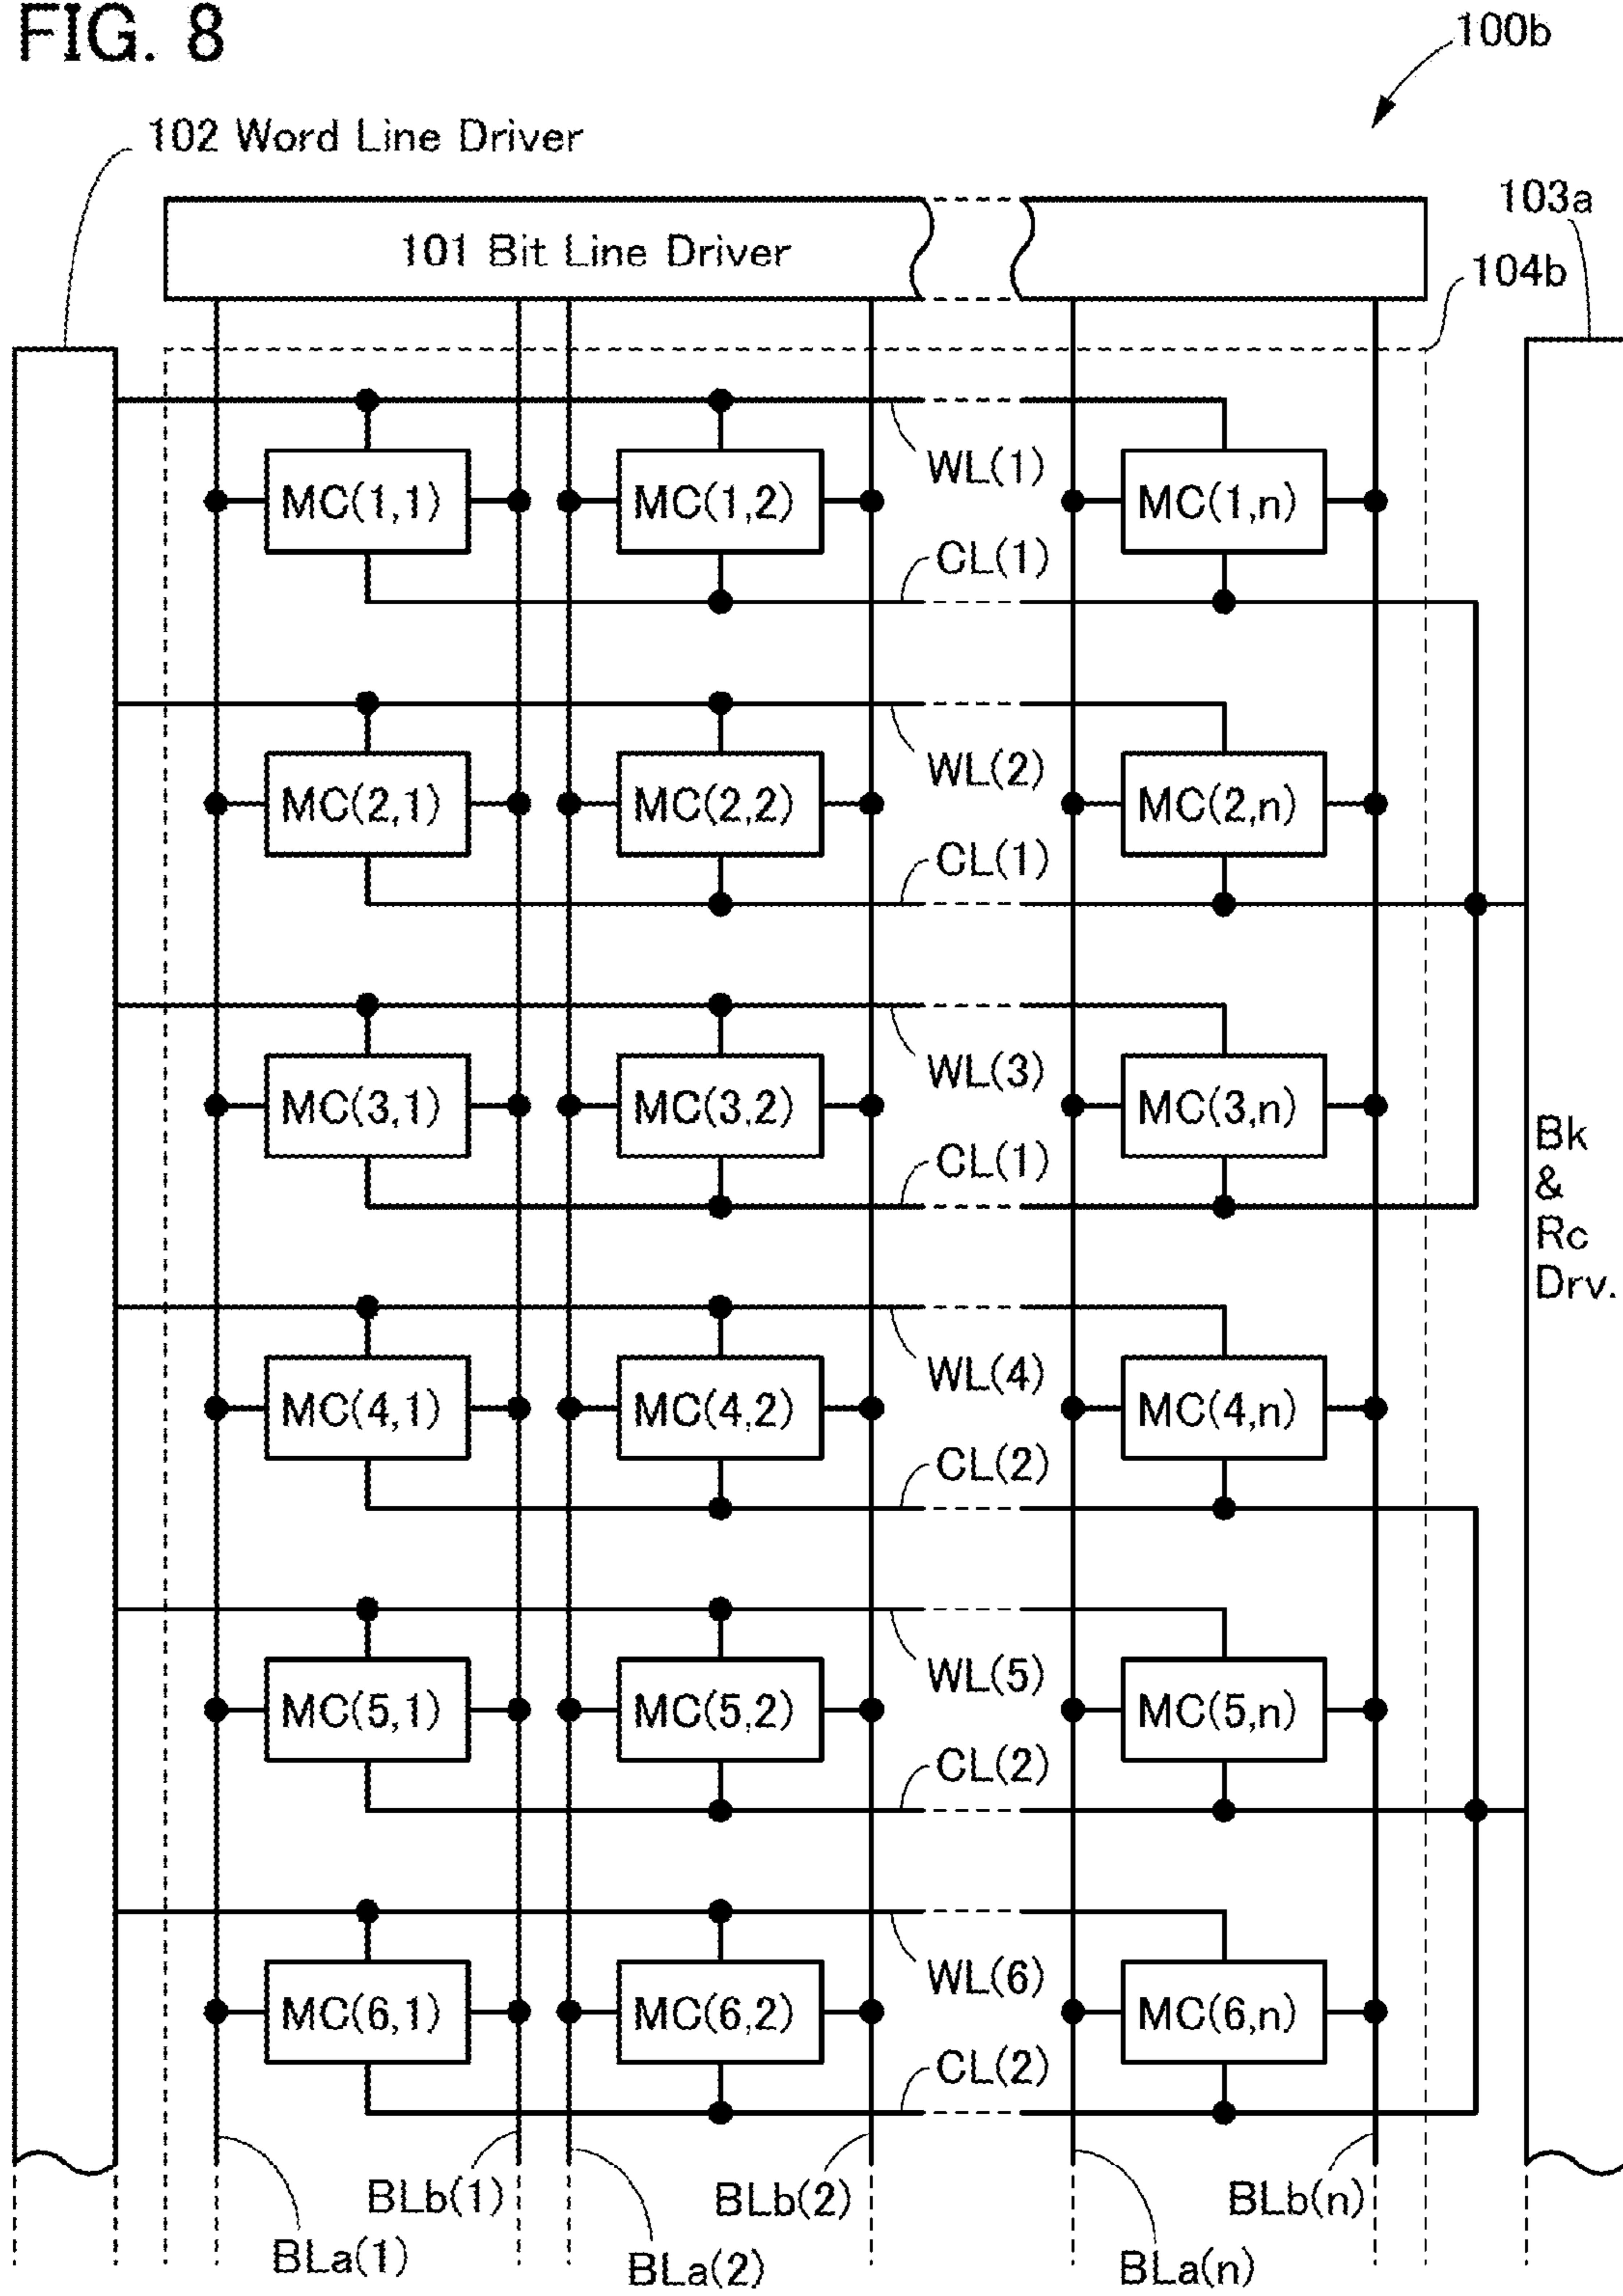 FIG. 8
100b
102 Word Line Driver
103a
101 Bit Line Driver
104b
WL(1)
MC(1,1) MC(1,2) MC(1,n)
CL(1)
WL(2)
MC(2,1) MC(2,2) MC(2,n)
CL(1)
WL(3)
MC(3,1) MC(3,2) MC(3,n)
CL(1)
Bk
&
Rc
Drv.
WL(4)
MC(4,1) MC(4,2) MC(4,n)
CL(2)
WL(5)
MC(5,1) MC(5,2) MC(5,n)
CL(2)
WL(6)
MC(6,1) MC(6,2) MC(6,n)
CL(2)
BLb(1) BLb(2) BLb(n)
BLa(1) BLa(2) BLa(n)